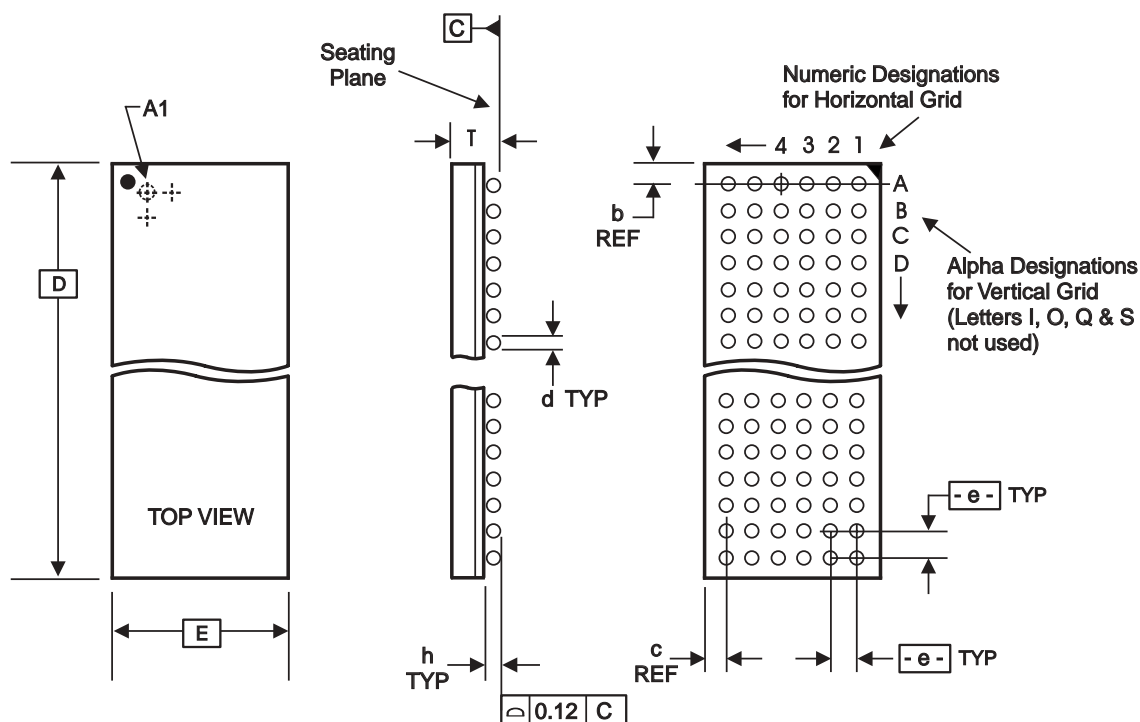 C
Seating
Plane
Numeric Designations
for Horizontal Grid
A1
T
4 3 2 1
A
B
C
D
b
REF
D
Alpha Designations
for Vertical Grid
(Letters I, O, Q & S
not used)
d TYP
- e - TYP
TOP VIEW
E
h
TYP
c
REF
- e - TYP
⌓ 0.12 C